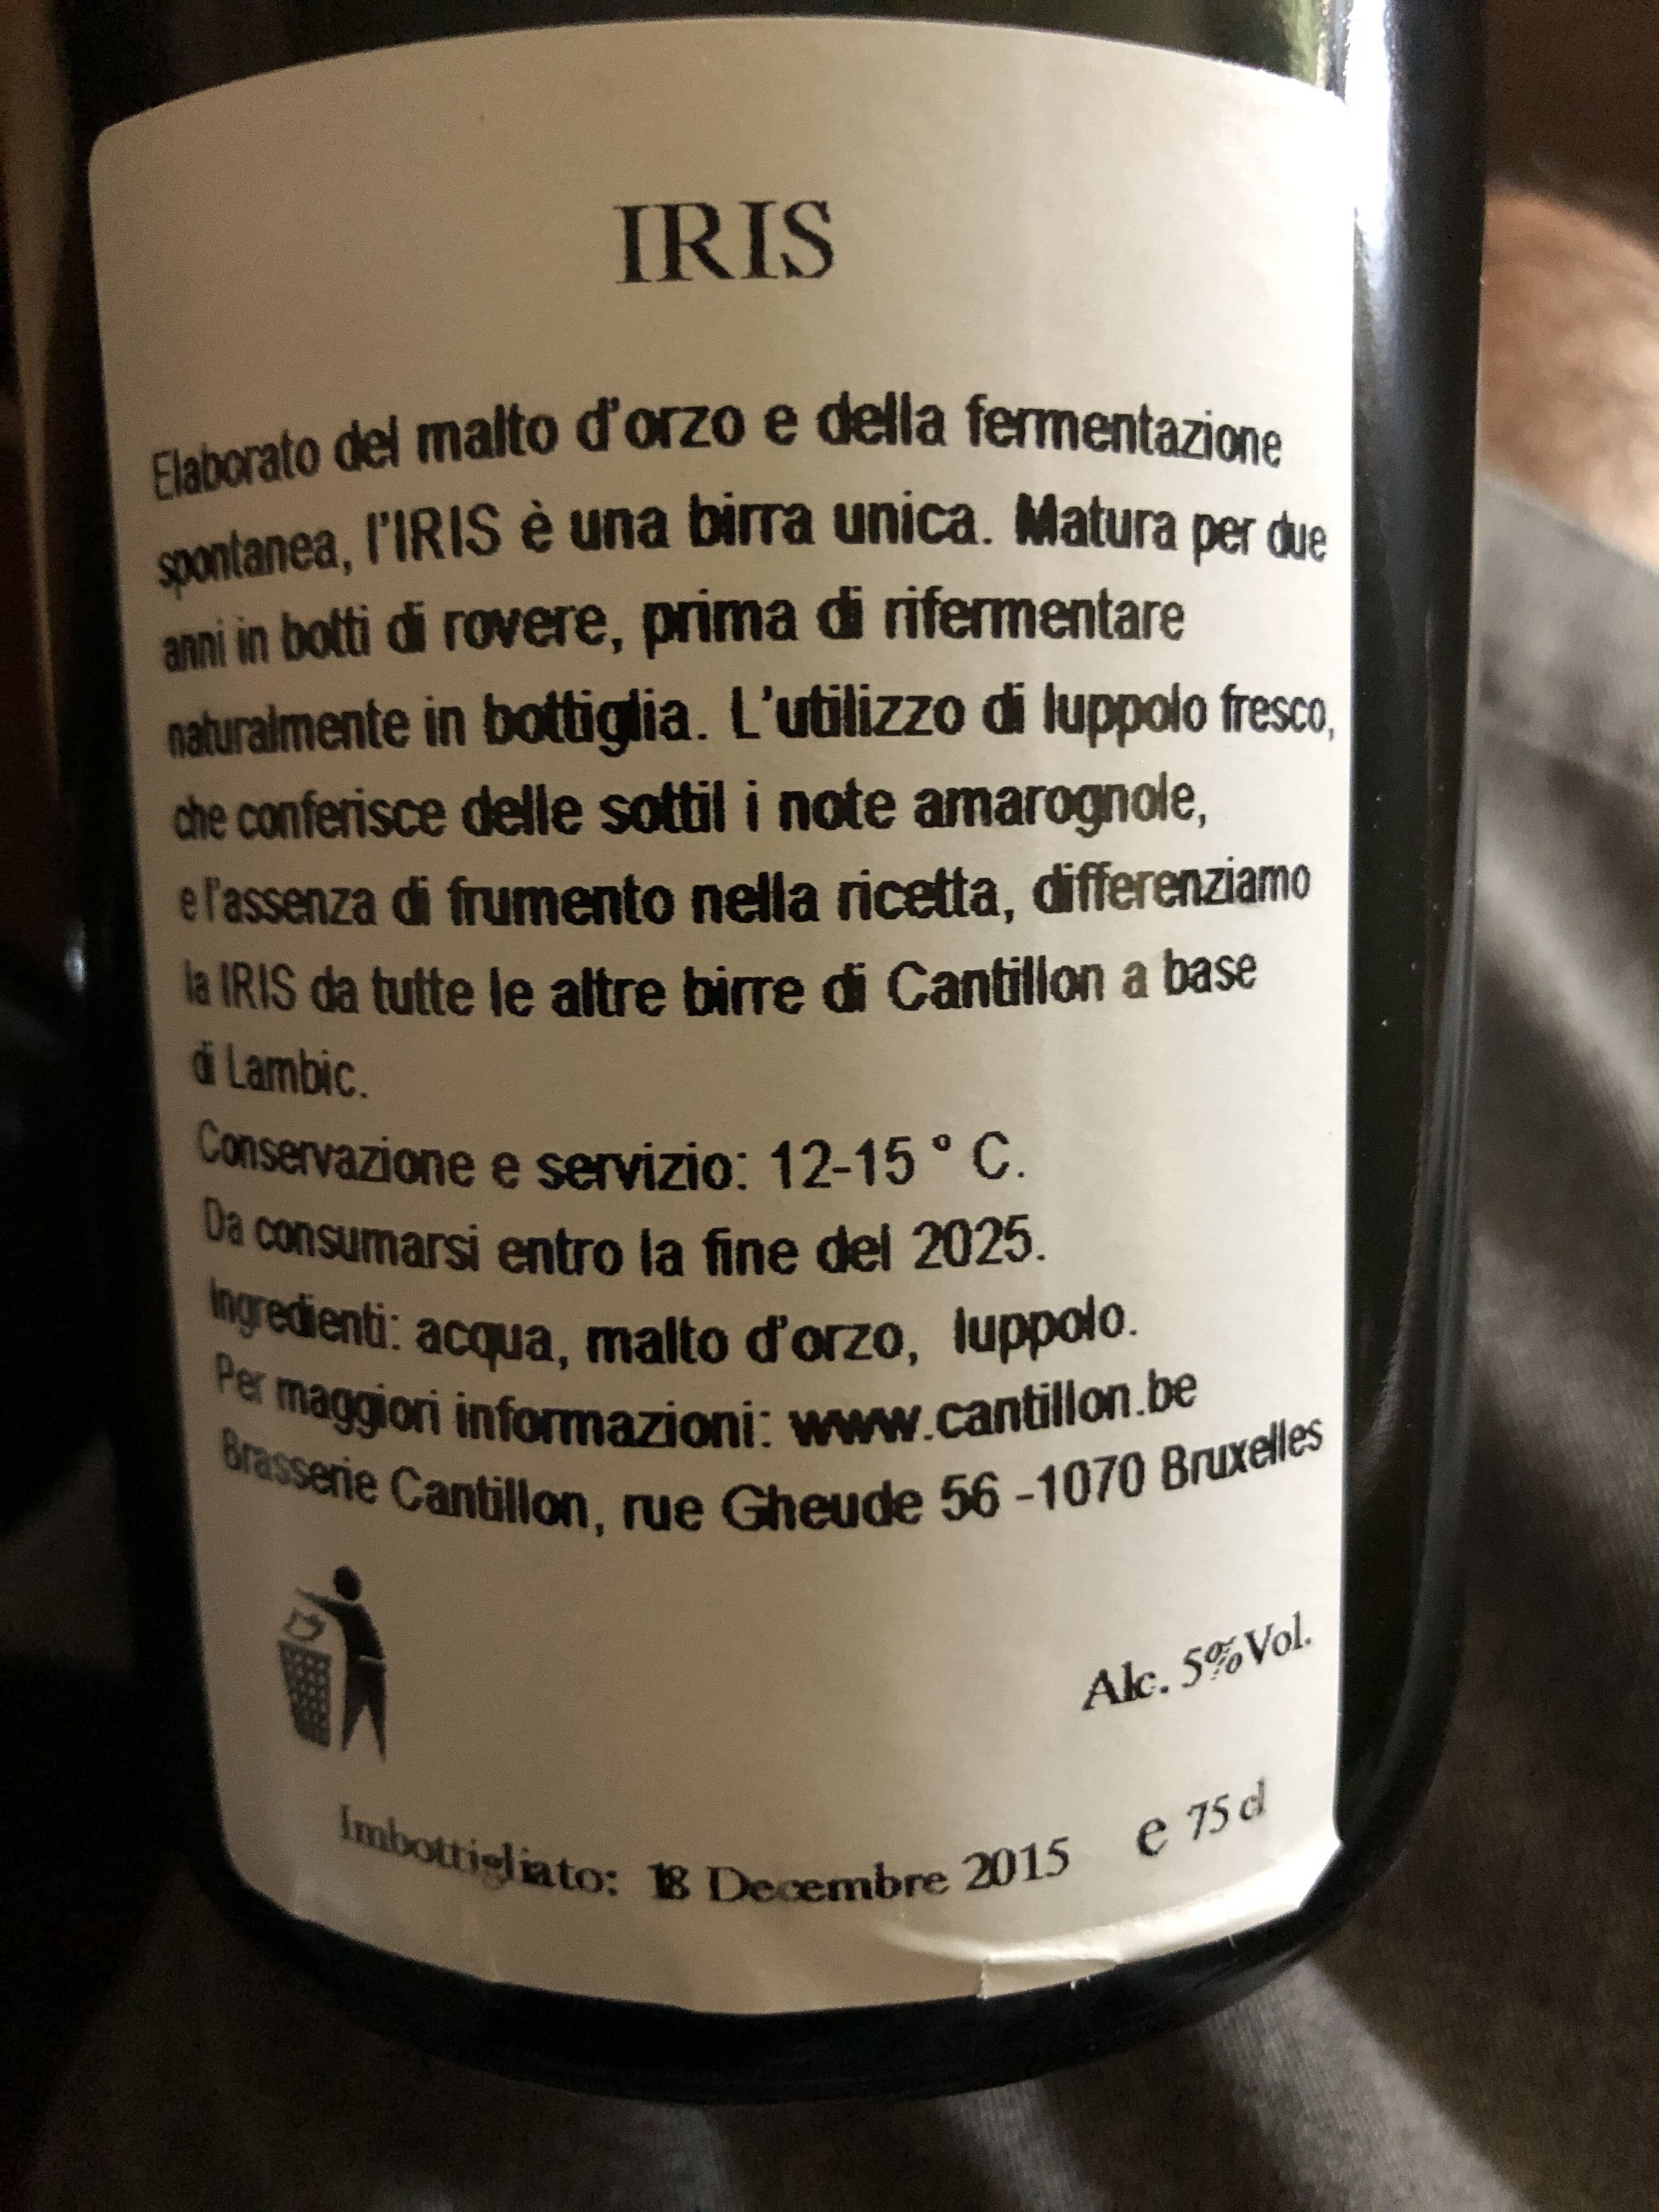 IRIS
Elaborato del malto d'orzo e della fermentazione
spontanea, l'IRIS è una birra unica. Matura per due
anni in botti di rovere, prima di rifermentare
naturalmente in bottiglia. L'utilizzo di luppolo fresco,
che conferisce delle sottil i note amarognole,
e l'assenza di frumento nella ricetta, differenziamo
la IRIS da tutte le altre birre di Cantillon a base
di Lambic.
Conservazione e servizio: 12-15 ° C.
Da consumarsi entro la fine del 2025.
Ingredienti: acqua, malto d'orzo, luppolo.
Per maggiori informazioni: www.cantillon.be
Brasserie Cantillon, rue Gheude 56 -1070 Bruxelles
Alc. 5%Vol.
Imbottigliato: Decembre 2015 e 75 cl